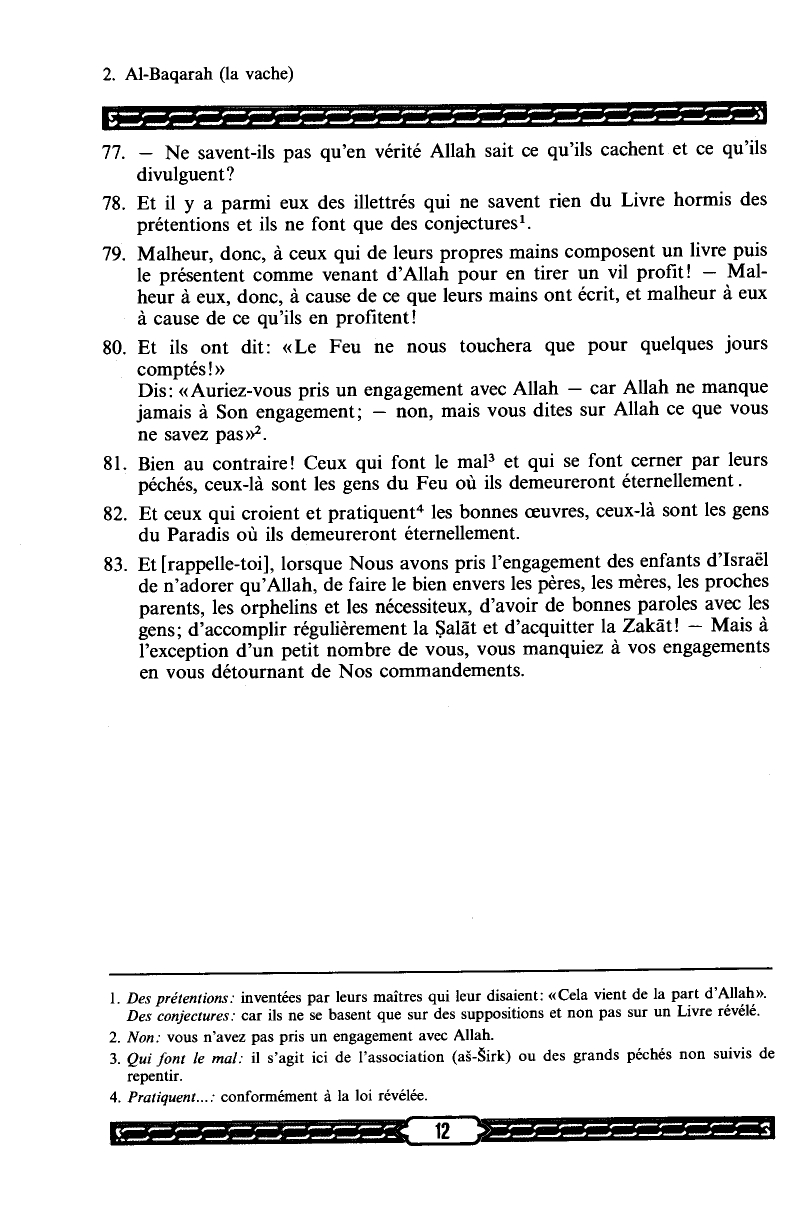 2. Al-Baqarah (la vache)
77. — Ne savent-ils pas qu'en vérité Allah sait ce qu'ils cachent et ce qu'ils
divulguent?
78. Et il y a parmi eux des illettrés qui ne savent rien du Livre hormis des
prétentions et ils ne font que des conjectures¹.
79. Malheur, donc, à ceux qui de leurs propres mains composent un livre puis
le présentent comme venant d'Allah pour en tirer un vil profit! — Mal-
heur à eux, donc, à cause de ce que leurs mains ont écrit, et malheur à eux
à cause de ce qu'ils en profitent!
80. Et ils ont dit: «Le Feu ne nous touchera que pour quelques jours
comptés!»
Dis: «Auriez-vous pris un engagement avec Allah — car Allah ne manque
jamais à Son engagement; — non, mais vous dites sur Allah ce que vous
ne savez pas»².
81. Bien au contraire! Ceux qui font le mal³ et qui se font cerner par leurs
péchés, ceux-là sont les gens du Feu où ils demeureront éternellement.
82. Et ceux qui croient et pratiquent⁴ les bonnes œuvres, ceux-là sont les gens
du Paradis où ils demeureront éternellement.
83. Et [rappelle-toi], lorsque Nous avons pris l'engagement des enfants d'Israël
de n'adorer qu'Allah, de faire le bien envers les pères, les mères, les proches
parents, les orphelins et les nécessiteux, d'avoir de bonnes paroles avec les
gens; d'accomplir régulièrement la Ṣalāt et d'acquitter la Zakāt! — Mais à
l'exception d'un petit nombre de vous, vous manquiez à vos engagements
en vous détournant de Nos commandements.
1. Des prétentions: inventées par leurs maîtres qui leur disaient: «Cela vient de la part d'Allah».
Des conjectures: car ils ne se basent que sur des suppositions et non pas sur un Livre révélé.
2. Non: vous n'avez pas pris un engagement avec Allah.
3. Qui font le mal: il s'agit ici de l'association (aš-Širk) ou des grands péchés non suivis de
repentir.
4. Pratiquent...: conformément à la loi révélée.
12